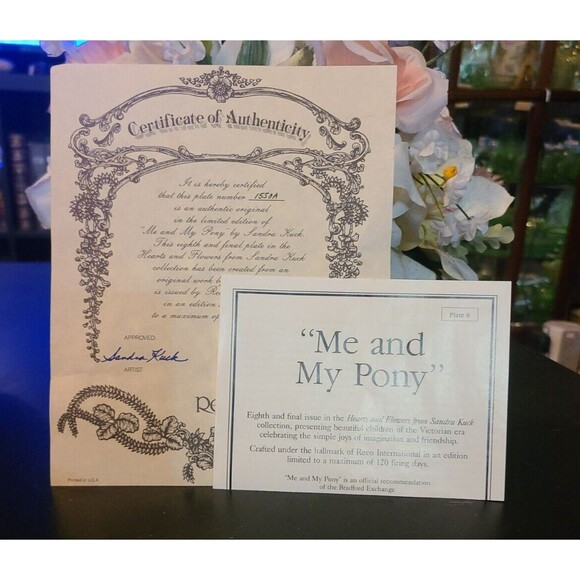 Certificate of Authenticity
It is hereby certified
that this plate number 1550A
is an authentic original
in the limited edition of
'Me and My Pony' by Sandra Kuck.
This eighth and final plate in the
Hearts and Flowers from Sandra Kuck
collection has been created from an
original work b
is issued by Re
in an edition
to a maximum of
APPROVED:
Sandra Kuck
ARTIST
Printed in U.S.A.
Plate 8
"Me and
My Pony"
Eighth and final issue in the Hearts and Flowers from Sandra Kuck
collection, presenting beautiful children of the Victorian era
celebrating the simple joys of imagination and friendship.
Crafted under the hallmark of Reco International in an edition
limited to a maximum of 120 firing days.
"Me and My Pony" is an official recommendation
of the Bradford Exchange